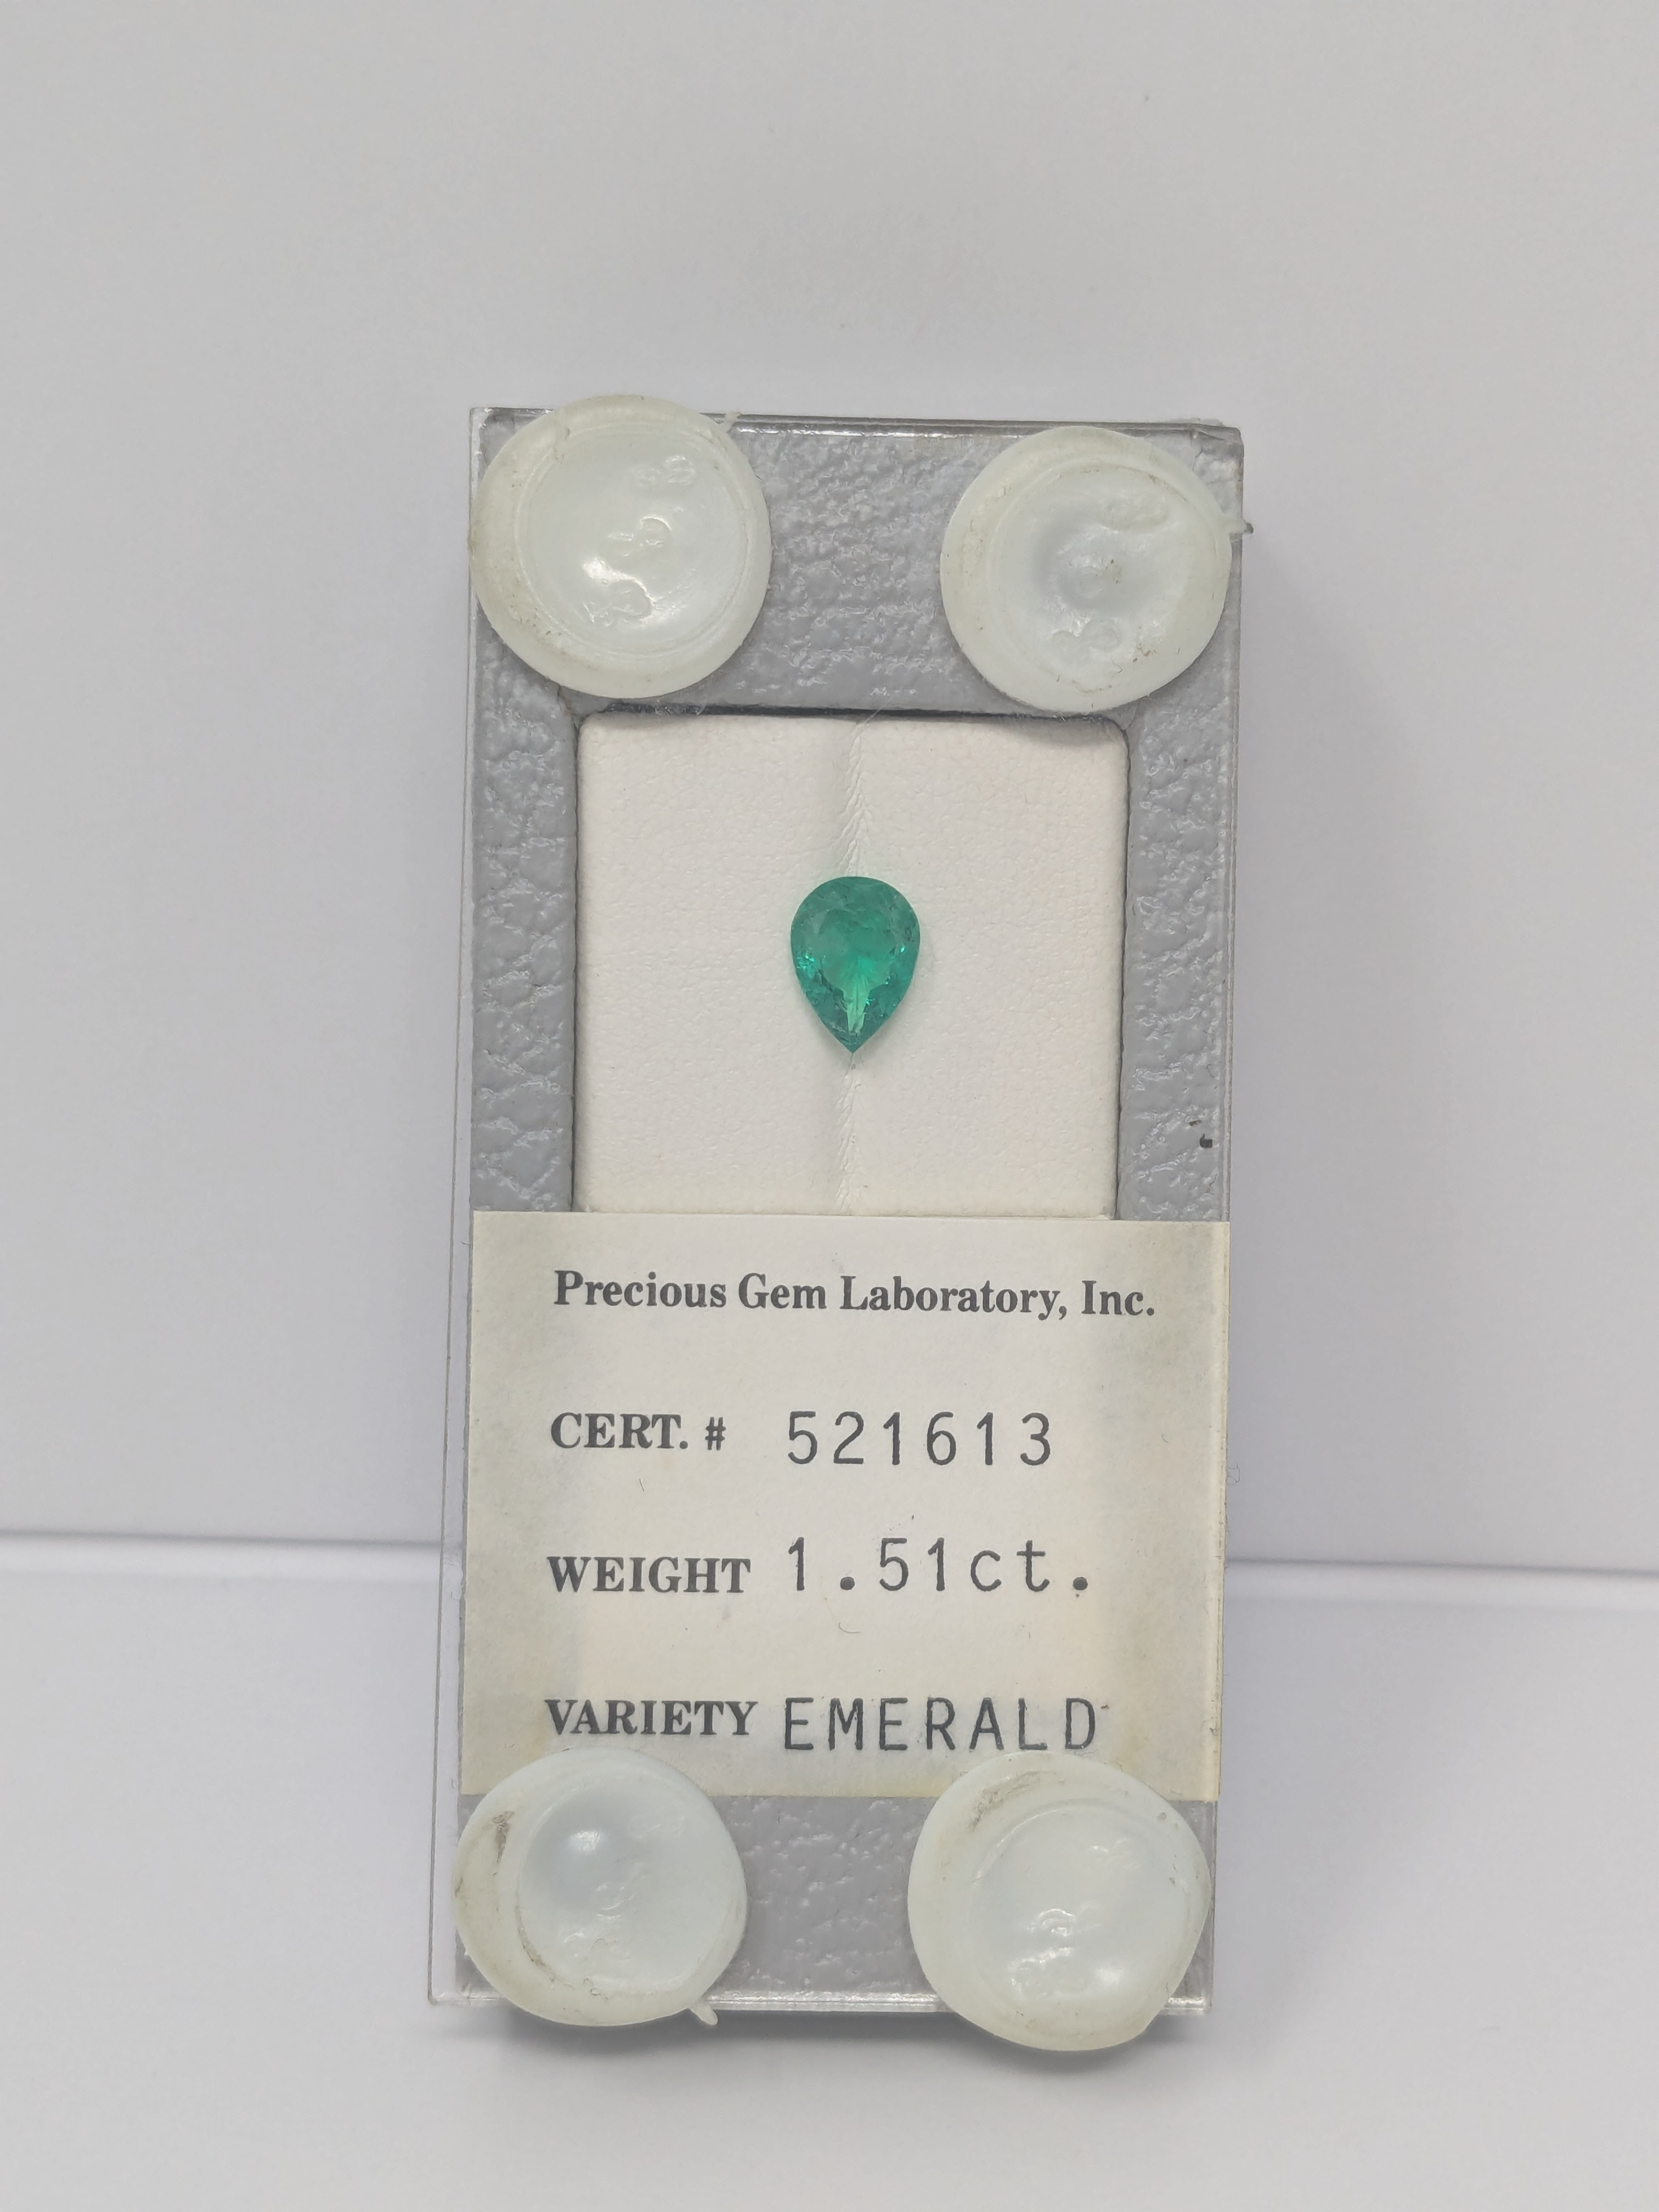 Precious Gem Laboratory, Inc.
CERT. # 521613
WEIGHT 1.51ct.
VARIETY EMERALD